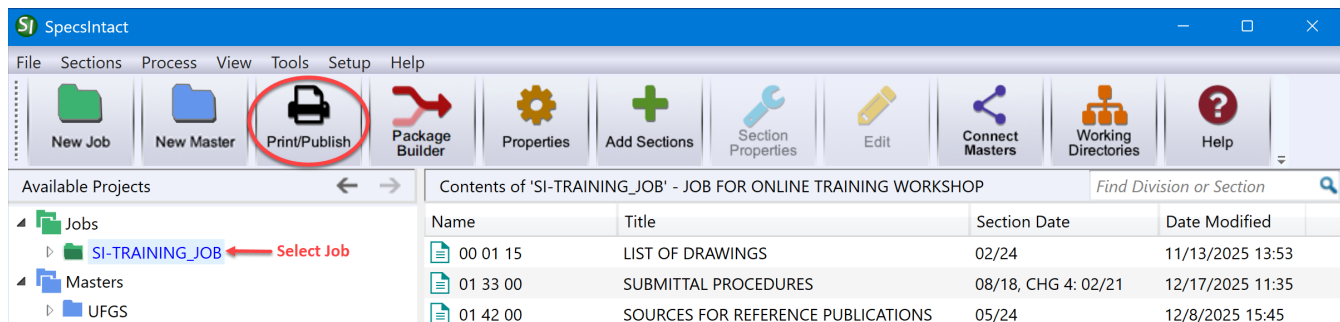 SI SpecsIntact
File Sections Process View Tools Setup Help
New Job New Master Print/Publish Package Builder Properties Add Sections Section Properties Edit Connect Masters Working Directories ? Help
Available Projects Contents of 'SI-TRAINING_JOB' - JOB FOR ONLINE TRAINING WORKSHOP Find Division or Section
Jobs Name Title Section Date Date Modified
SI-TRAINING_JOB Select Job 00 01 15 LIST OF DRAWINGS 02/24 11/13/2025 13:53
Masters 01 33 00 SUBMITTAL PROCEDURES 08/18, CHG 4: 02/21 12/17/2025 11:35
UFGS 01 42 00 SOURCES FOR REFERENCE PUBLICATIONS 05/24 12/8/2025 15:45